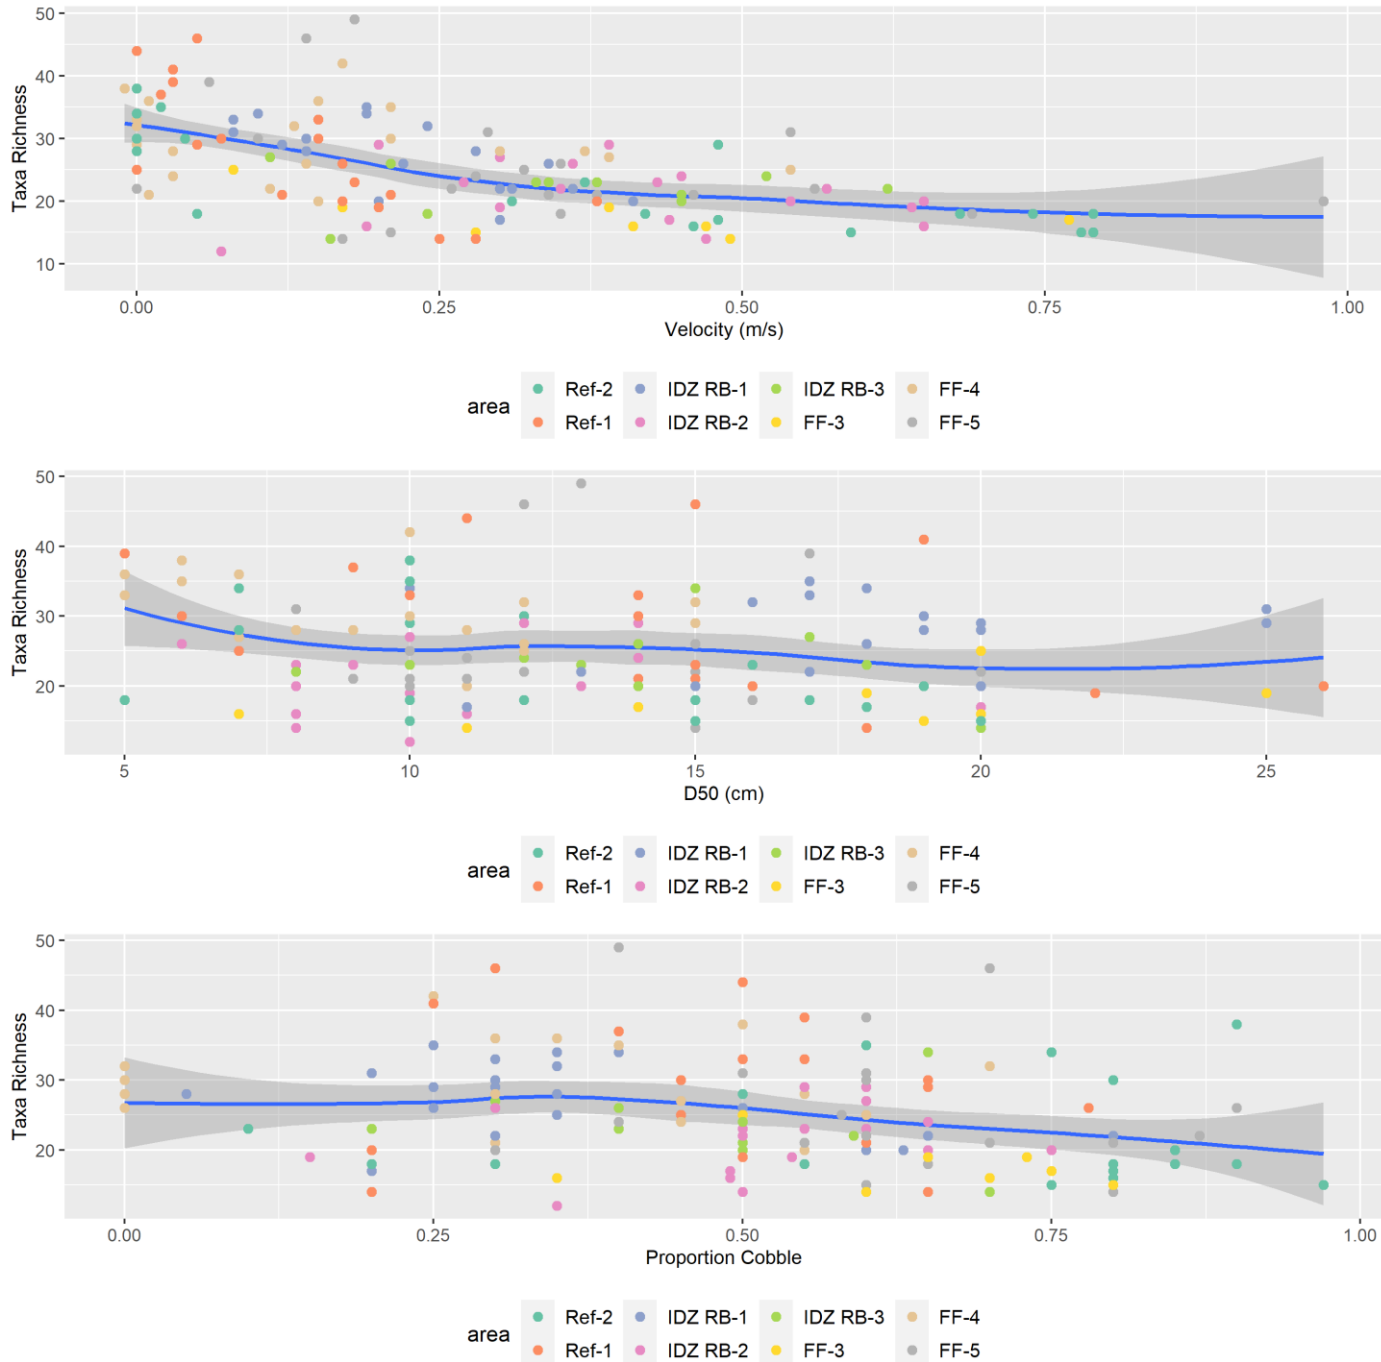 50
40
30
20
10
Taxa Richness
0.00 0.25 0.50 0.75 1.00
Velocity (m/s)
area
Ref-2 IDZ RB-1 IDZ RB-3 FF-4
Ref-1 IDZ RB-2 FF-3 FF-5
50
40
30
20
Taxa Richness
5 10 15 20 25
D50 (cm)
area
Ref-2 IDZ RB-1 IDZ RB-3 FF-4
Ref-1 IDZ RB-2 FF-3 FF-5
50
40
30
20
Taxa Richness
0.00 0.25 0.50 0.75 1.00
Proportion Cobble
area
Ref-2 IDZ RB-1 IDZ RB-3 FF-4
Ref-1 IDZ RB-2 FF-3 FF-5